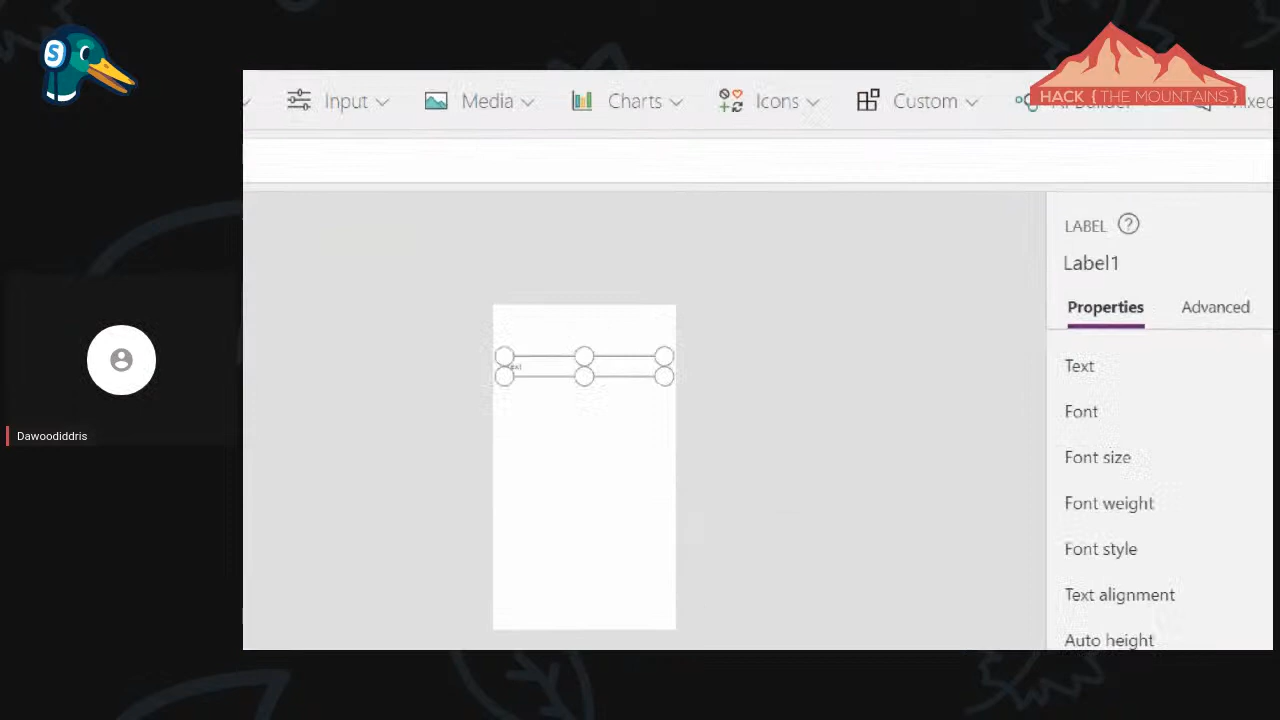 S
Input
Media
Charts
Icons
Custom
HACK {THE MOUNTAINS}
Mixed
LABEL ?
Label1
Properties
Advanced
Text
Font
Font size
Font weight
Font style
Text alignment
Auto height
Dawoodiddris